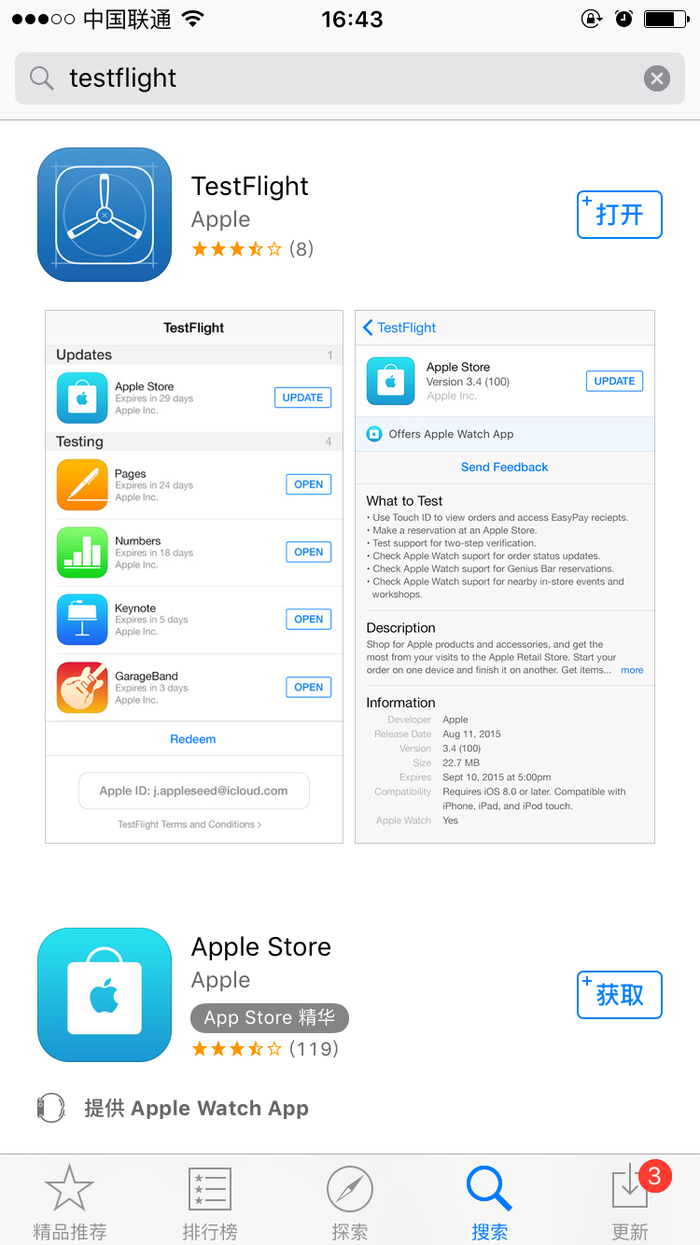 中国联通
16:43
testflight
TestFlight
Apple
(8)
打开
TestFlight
Updates 1
Apple Store
Expires in 29 days
Apple Inc.
UPDATE
Testing 4
Pages
Expires in 24 days
Apple Inc.
OPEN
Numbers
Expires in 18 days
Apple Inc.
OPEN
Keynote
Expires in 5 days
Apple Inc.
OPEN
GarageBand
Expires in 3 days
Apple Inc.
OPEN
Redeem
Apple ID: j.appleseed@icloud.com
TestFlight Terms and Conditions >
TestFlight
Apple Store
Version 3.4 (100)
Apple Inc.
UPDATE
Offers Apple Watch App
Send Feedback
What to Test
• Use Touch ID to view orders and access EasyPay reciepts.
• Make a reservation at an Apple Store.
• Test support for two-step verification.
• Check Apple Watch suport for order status updates.
• Check Apple Watch suport for Genius Bar reservations.
• Check Apple Watch suport for nearby in-store events and
workshops.
Description
Shop for Apple products and accessories, and get the
most from your visits to the Apple Retail Store. Start your
order on one device and finish it on another. Get items... more
Information
Developer Apple
Release Date Aug 11, 2015
Version 3.4 (100)
Size 22.7 MB
Expires Sept 10, 2015 at 5:00pm
Compatibility Requires iOS 8.0 or later. Compatible with
iPhone, iPad, and iPod touch.
Apple Watch Yes
Apple Store
Apple
App Store 精华
(119)
获取
提供 Apple Watch App
3
精品推荐
排行榜
探索
搜索
更新